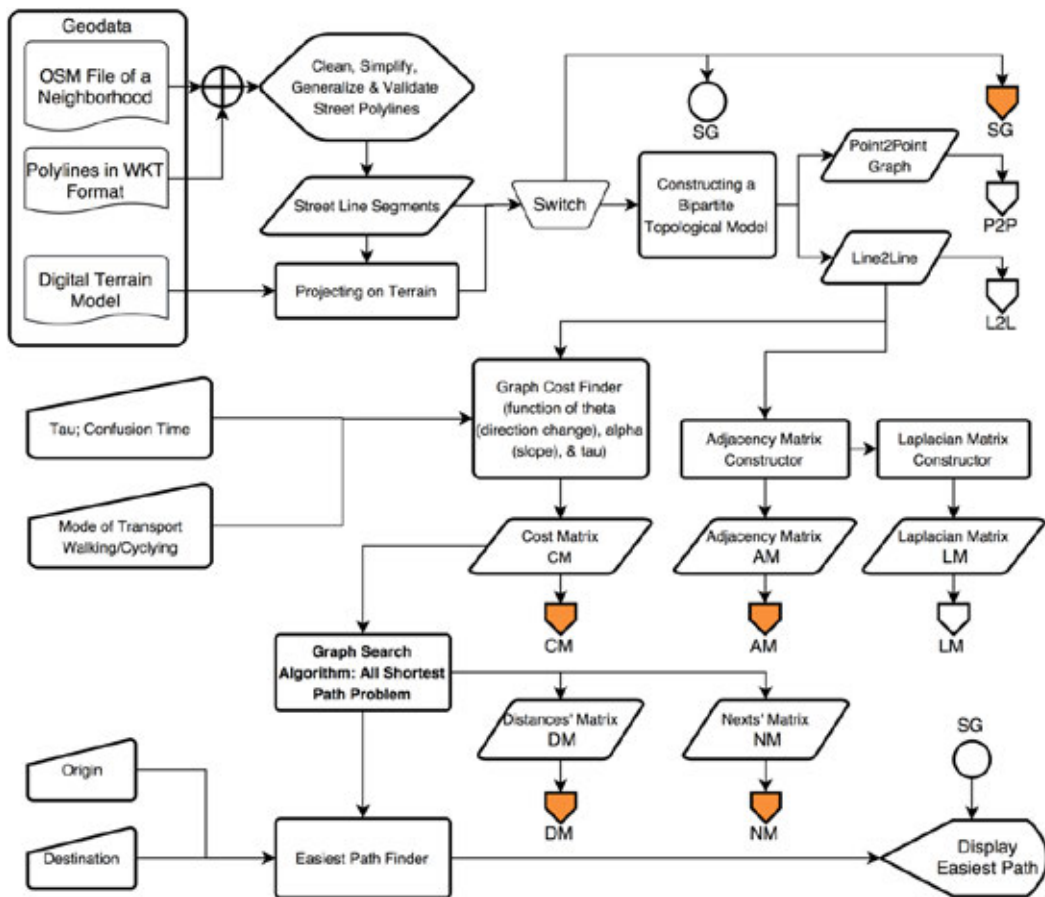 Geodata
OSM File of a
Neighborhood
Polylines in WKT
Format
Digital Terrain
Model
Clean, Simplify,
Generalize & Validate
Street Polylines
Street Line Segments
Projecting on Terrain
Switch
SG
SG
Constructing a
Bipartite
Topological Model
Point2Point
Graph
P2P
Line2Line
L2L
Tau; Confusion Time
Mode of Transport
Walking/Cyclying
Graph Cost Finder
(function of theta
(direction change), alpha
(slope), & tau)
Adjacency Matrix
Constructor
Laplacian Matrix
Constructor
Cost Matrix
CM
Adjacency Matrix
AM
Laplacian Matrix
LM
CM
AM
LM
Graph Search
Algorithm: All Shortest
Path Problem
Distances' Matrix
DM
Nexts' Matrix
NM
DM
NM
SG
Origin
Destination
Easiest Path Finder
Display
Easiest Path